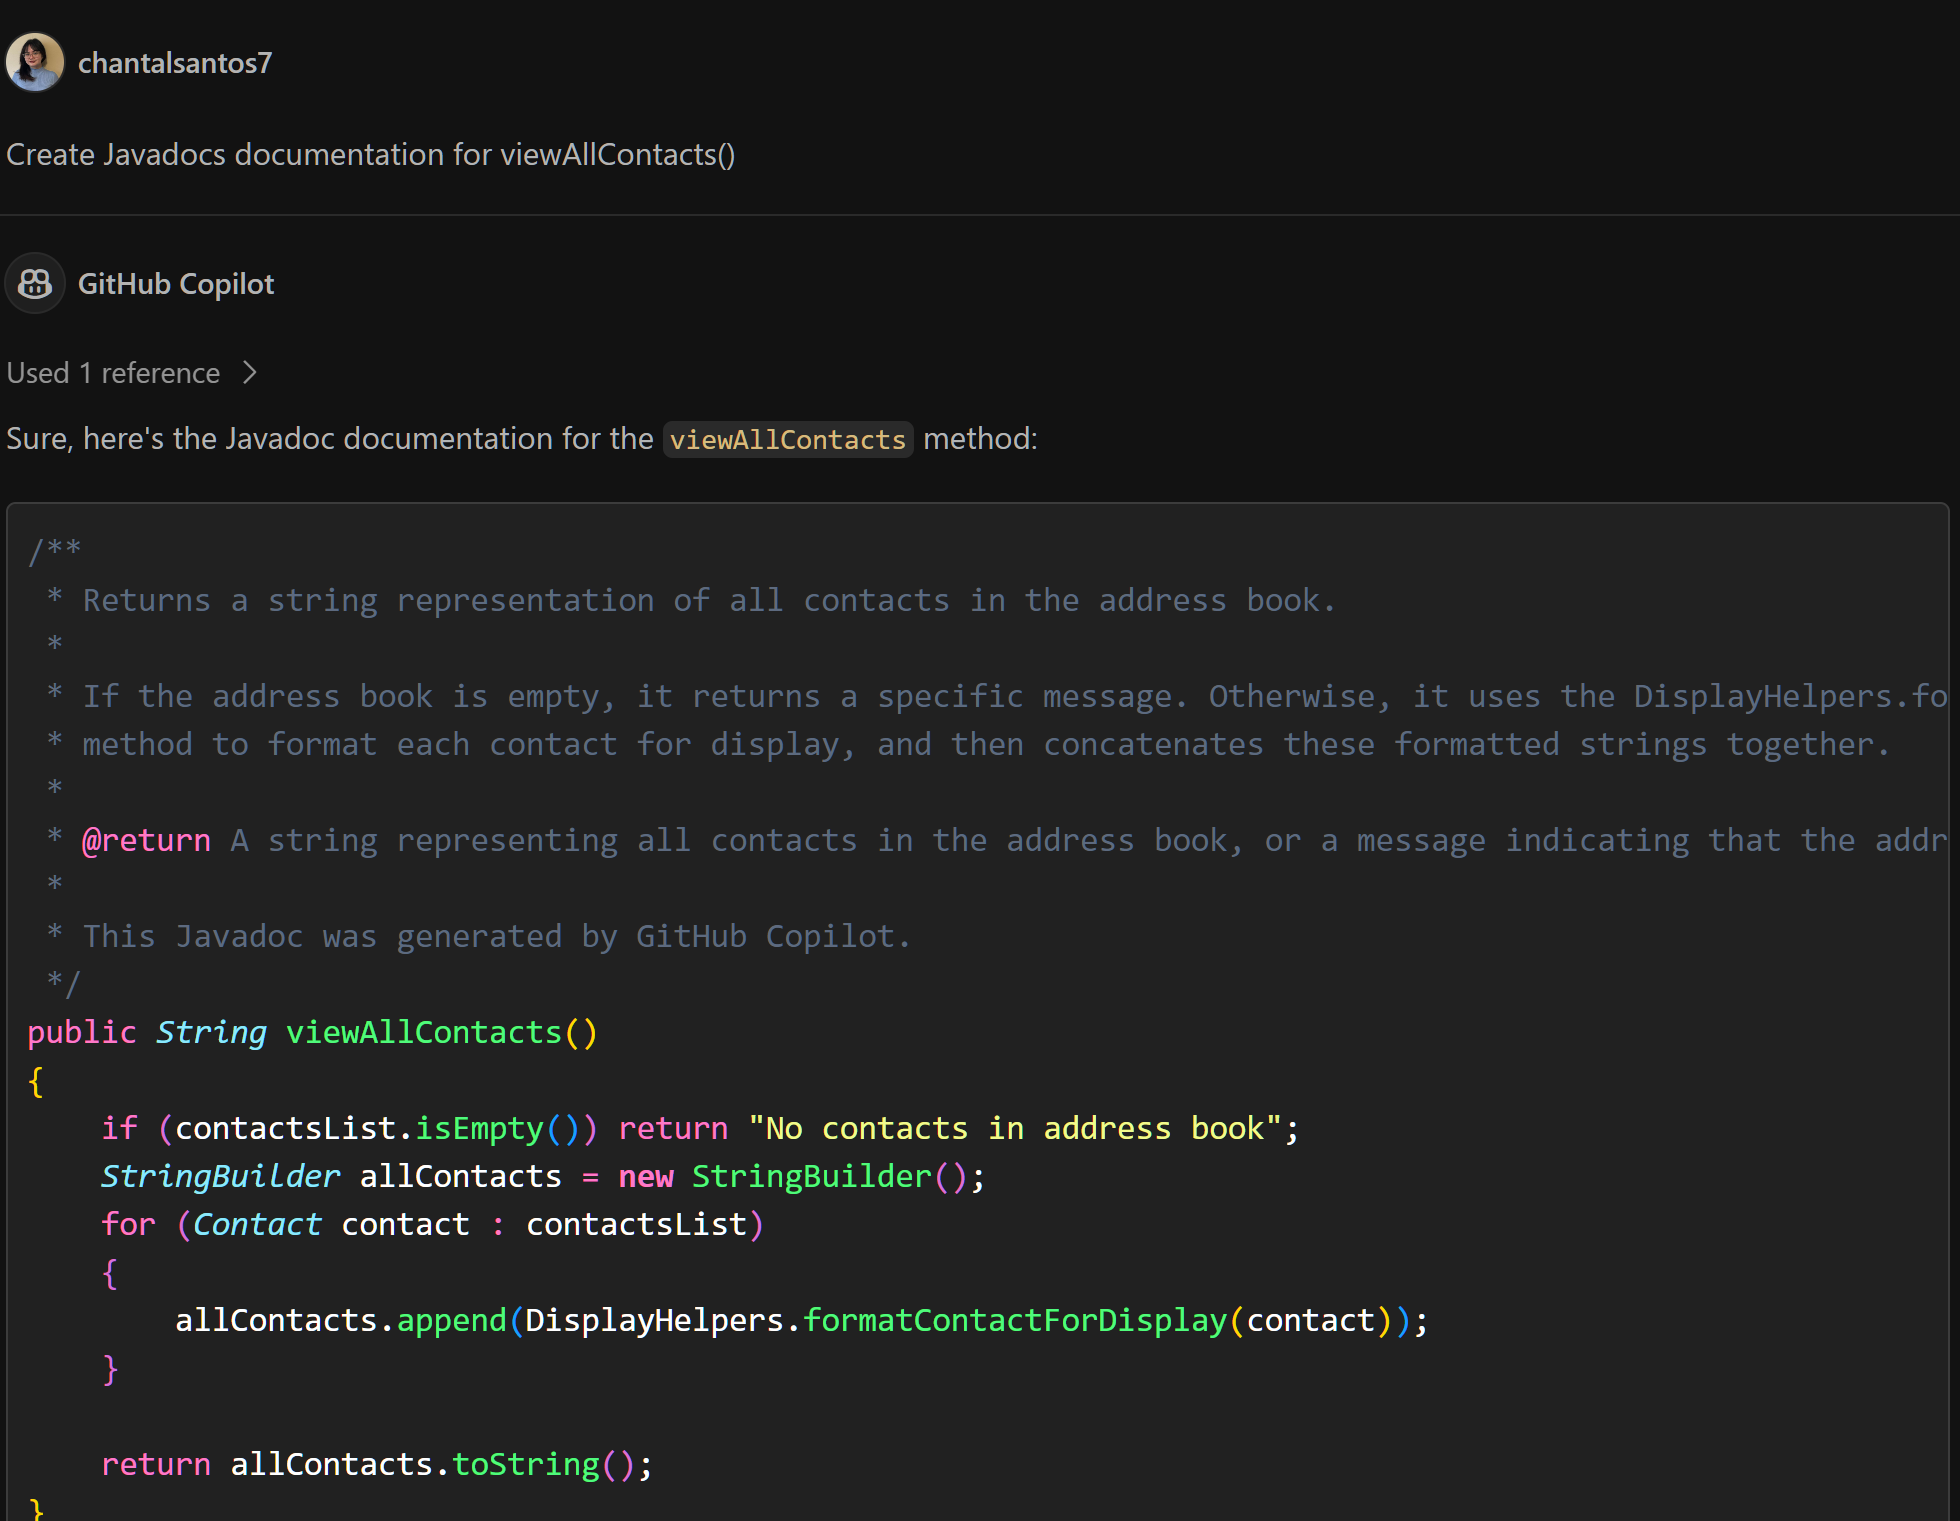 chantalsantos7
Create Javadocs documentation for viewAllContacts()
GitHub Copilot
Used 1 reference
Sure, here's the Javadoc documentation for the viewAllContacts method:
/**
 * Returns a string representation of all contacts in the address book.
 *
 * If the address book is empty, it returns a specific message. Otherwise, it uses the DisplayHelpers.fo
 * method to format each contact for display, and then concatenates these formatted strings together.
 *
 * @return A string representing all contacts in the address book, or a message indicating that the addr
 *
 * This Javadoc was generated by GitHub Copilot.
 */
public String viewAllContacts()
{
    if (contactsList.isEmpty()) return "No contacts in address book";
    StringBuilder allContacts = new StringBuilder();
    for (Contact contact : contactsList)
    {
        allContacts.append(DisplayHelpers.formatContactForDisplay(contact));
    }
    return allContacts.toString();
}